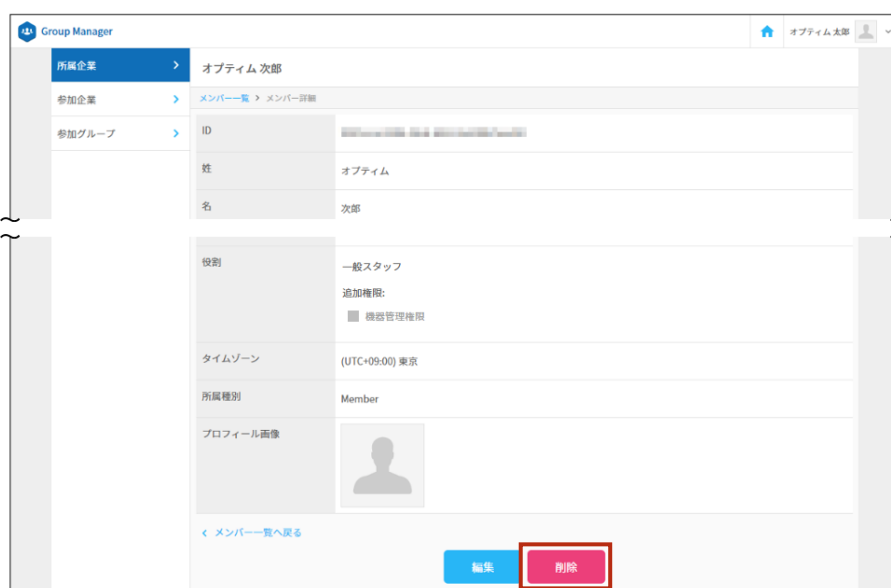 Group Manager
オプティム 太郎
所属企業
参加企業
参加グループ
オプティム 次郎
メンバー一覧 > メンバー詳細
ID
姓 オプティム
名 次郎
役割 一般スタッフ
追加権限:
機器管理権限
タイムゾーン (UTC+09:00) 東京
所属種別 Member
プロフィール画像
メンバー一覧へ戻る
編集 削除